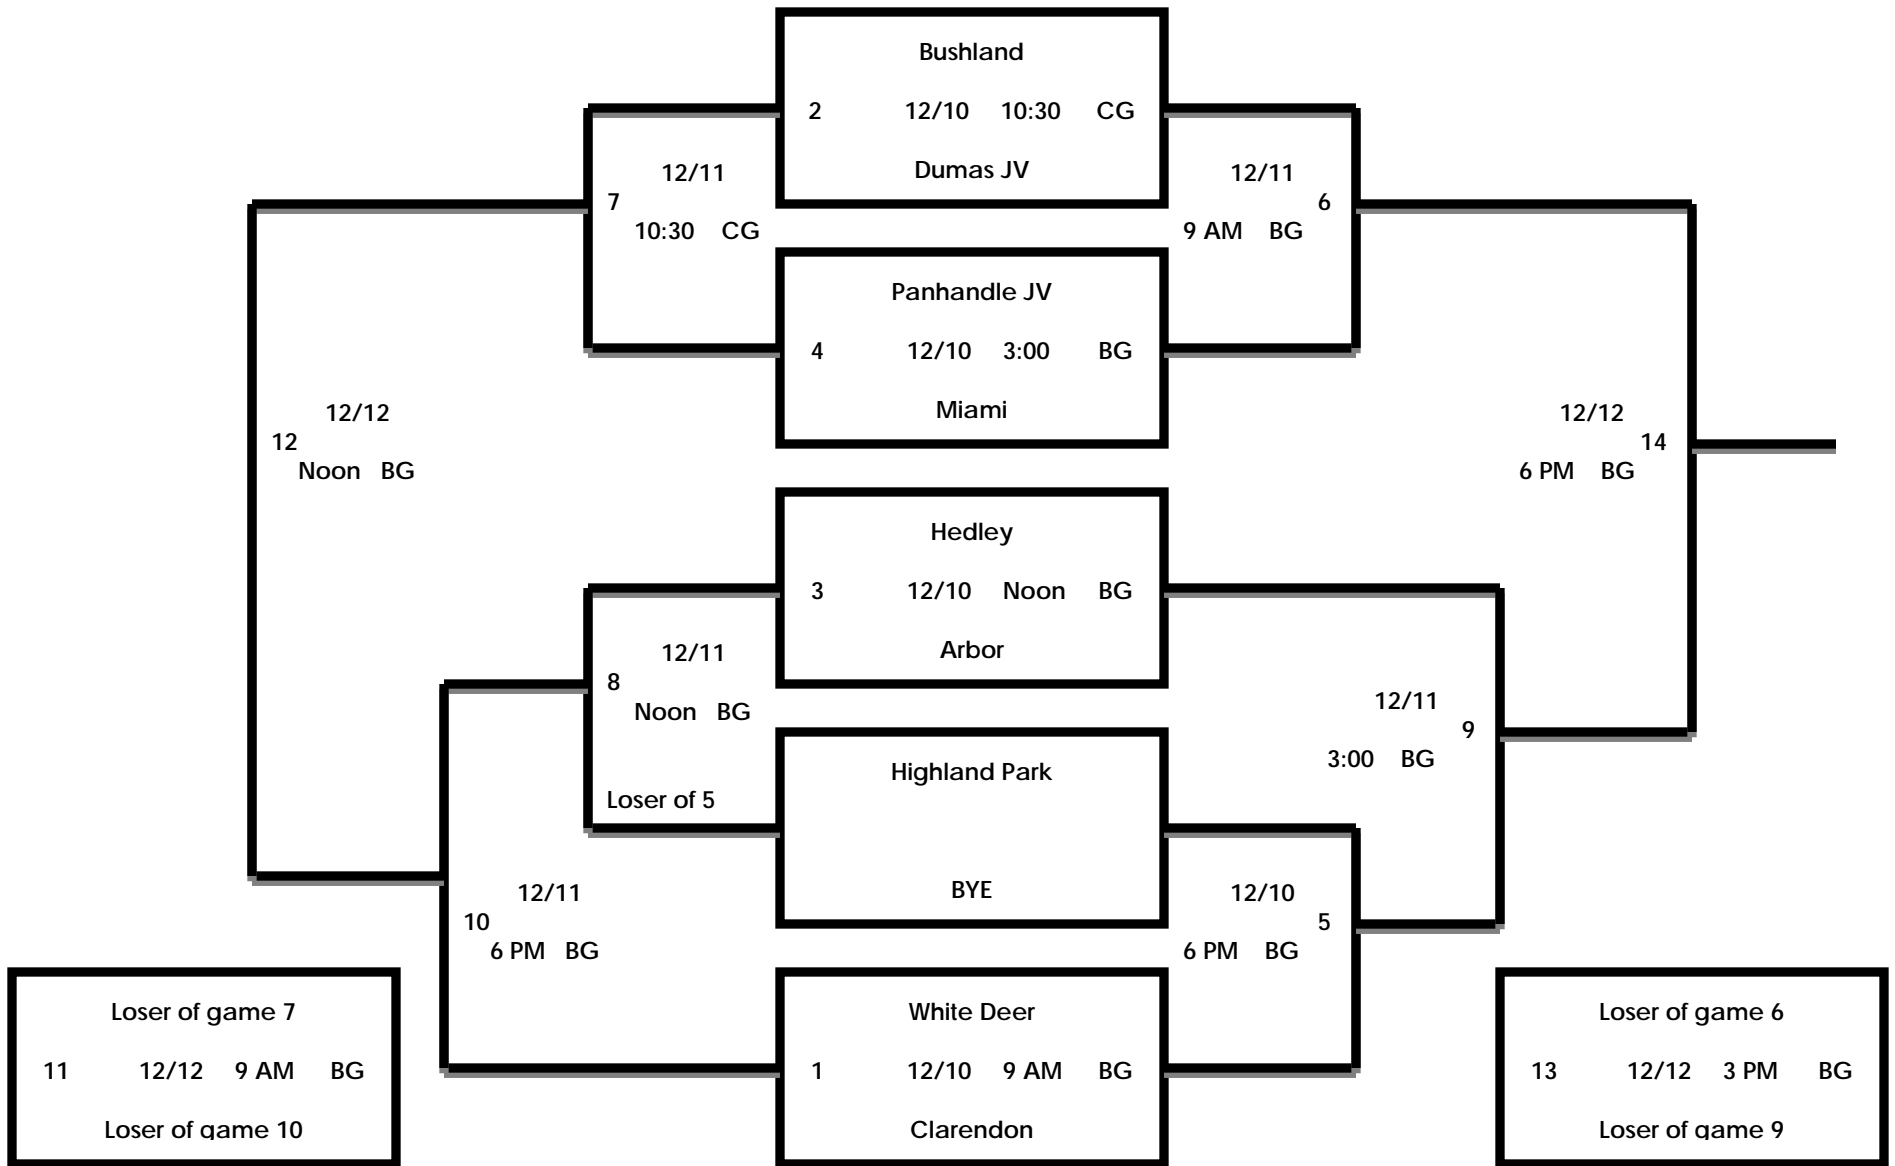 Bushland
2 12/10 10:30 CG
Dumas JV
12/11
7
10:30 CG
12/11
6
9 AM BG
Panhandle JV
4 12/10 3:00 BG
Miami
12/12
12
Noon BG
12/12
14
6 PM BG
Hedley
3 12/10 Noon BG
Arbor
12/11
8
Noon BG
Loser of 5
12/11
9
3:00 BG
Highland Park
BYE
12/11
10
6 PM BG
12/10
5
6 PM BG
Loser of game 7
11 12/12 9 AM BG
Loser of game 10
White Deer
1 12/10 9 AM BG
Clarendon
Loser of game 6
13 12/12 3 PM BG
Loser of game 9